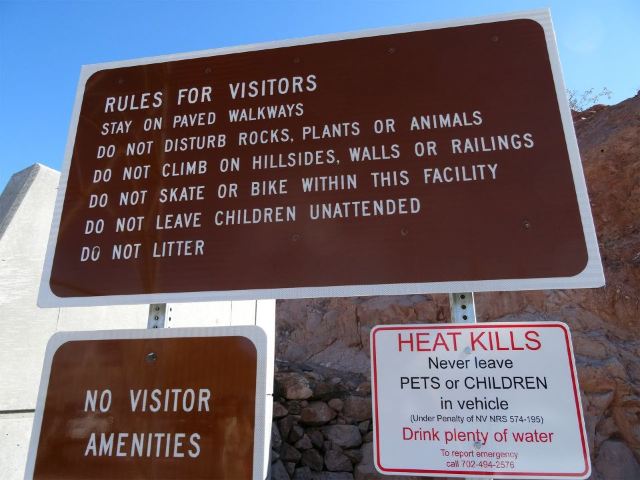 RULES FOR VISITORS
STAY ON PAVED WALKWAYS
DO NOT DISTURB ROCKS, PLANTS OR ANIMALS
DO NOT CLIMB ON HILLSIDES, WALLS OR RAILINGS
DO NOT SKATE OR BIKE WITHIN THIS FACILITY
DO NOT LEAVE CHILDREN UNATTENDED
DO NOT LITTER
NO VISITOR
AMENITIES
HEAT KILLS
Never leave
PETS or CHILDREN
in vehicle
(Under Penalty of NV NRS 574-195)
Drink plenty of water
To report emergency
call 702-494-2576